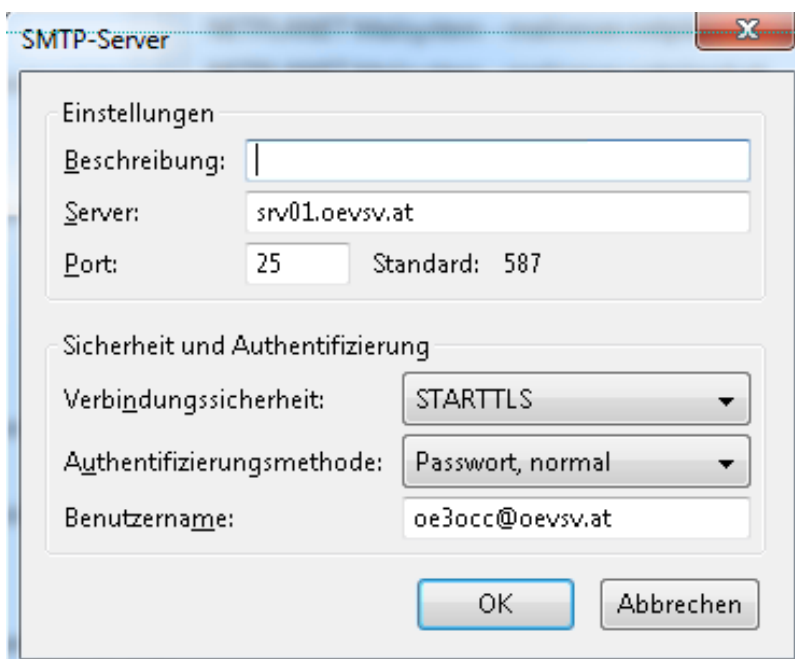 SMTP-Server
Einstellungen
Beschreibung:
Server: srv01.oevsv.at
Port: 25 Standard: 587
Sicherheit und Authentifizierung
Verbindungssicherheit: STARTTLS
Authentifizierungsmethode: Passwort, normal
Benutzername: oe3occ@oevsv.at
OK Abbrechen